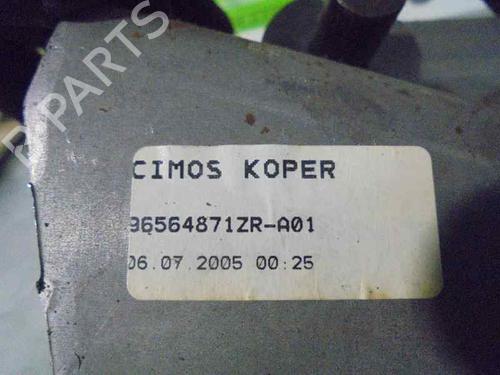 B-PARTS
CIMOS KOPER
96564871ZR-A01
06.07.2005 00:25